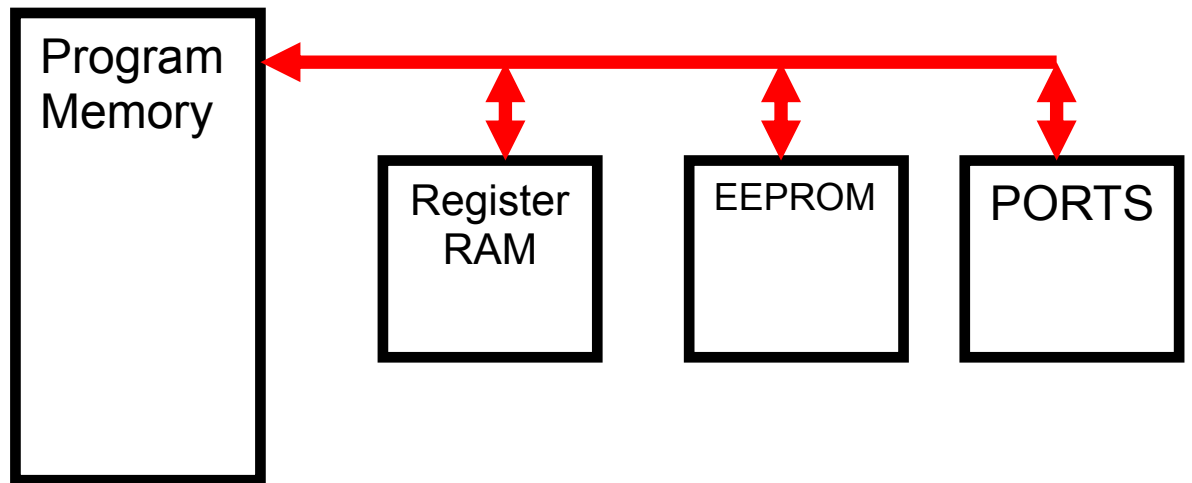 Program
Memory
Register
RAM
EEPROM
PORTS